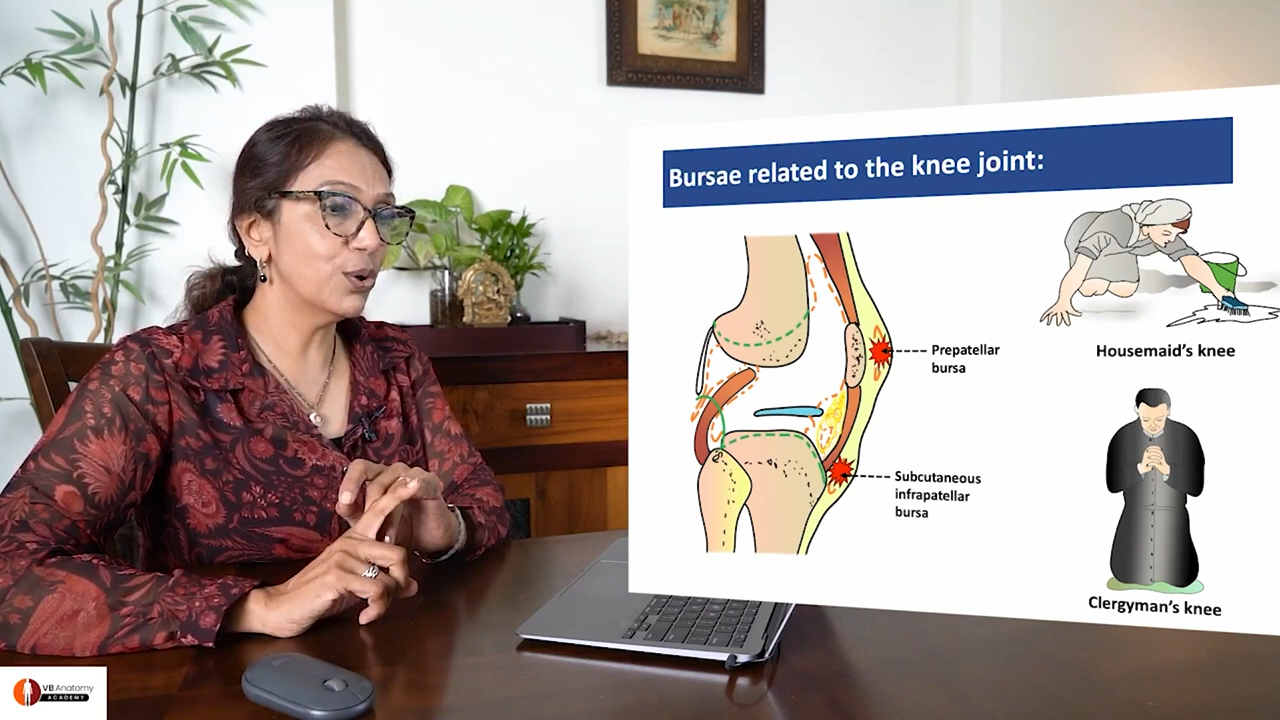 Bursae related to the knee joint:
Prepatellar
bursa
Housemaid's knee
Subcutaneous
infrapatellar
bursa
Clergyman's knee
VB Anatomy
ACADEMY